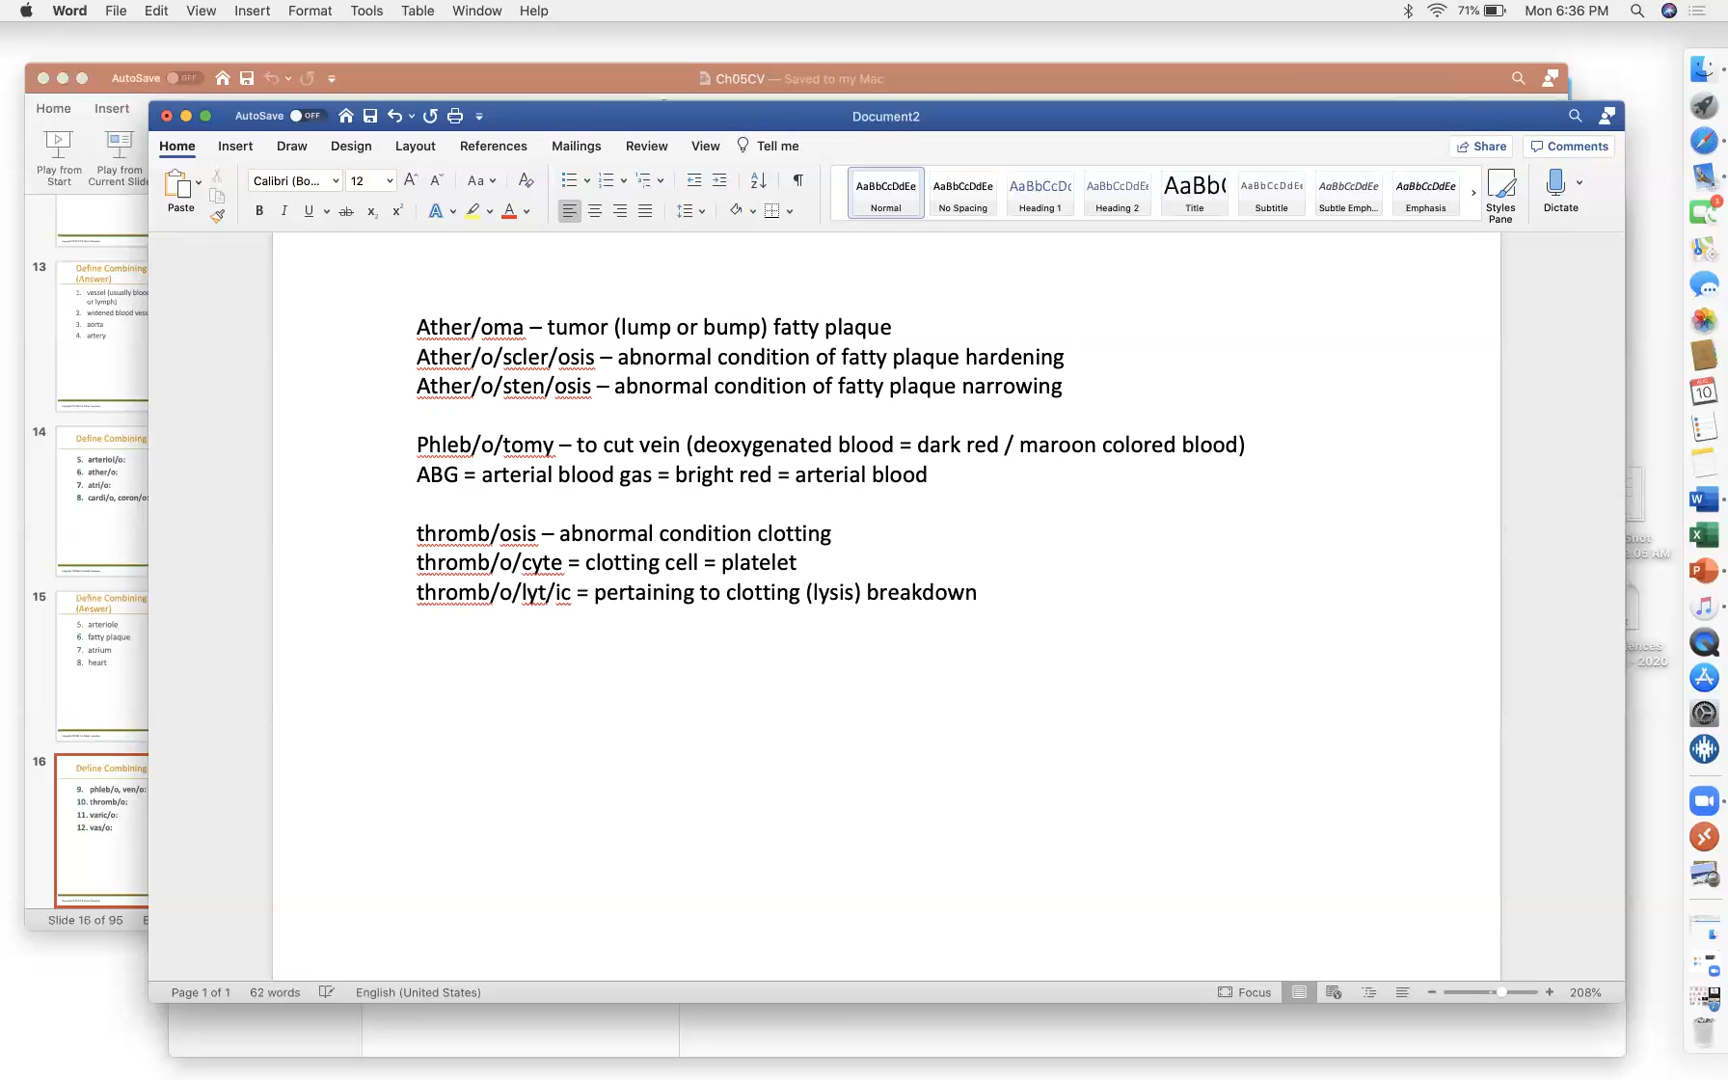 Word File Edit View Insert Format Tools Table Window Help 71% Mon 6:36 PM
AutoSave OFF Ch05CV — Saved to my Mac
Home Insert
Play from Start
Play from Current Slide
AutoSave OFF Document2
Home Insert Draw Design Layout References Mailings Review View Tell me Share Comments
Paste Calibri (Bo... 12 Aa
AaBbCcDdEe Normal
AaBbCcDdEe No Spacing
AaBbCcDc Heading 1
AaBbCcDdEe Heading 2
AaBb( Title
AaBbCcDdEe Subtitle
AaBbCcDdEe Subtle Emph...
AaBbCcDdEe Emphasis
Styles Pane
Dictate
Ather/oma – tumor (lump or bump) fatty plaque
Ather/o/scler/osis – abnormal condition of fatty plaque hardening
Ather/o/sten/osis – abnormal condition of fatty plaque narrowing
Phleb/o/tomy – to cut vein (deoxygenated blood = dark red / maroon colored blood)
ABG = arterial blood gas = bright red = arterial blood
thromb/osis – abnormal condition clotting
thromb/o/cyte = clotting cell = platelet
thromb/o/lyt/ic = pertaining to clotting (lysis) breakdown
13
Define Combining
(Answer)
1. vessel (usually blood
or lymph)
2. widened blood vess
3. aorta
4. artery
14
Define Combining
5. arteriol/o:
6. ather/o:
7. atri/o:
8. cardi/o, coron/o:
15
Define Combining
(Answer)
5. arteriole
6. fatty plaque
7. atrium
8. heart
16
Define Combining
9. phleb/o, ven/o:
10. thromb/o:
11. varic/o:
12. vas/o:
Slide 16 of 95
Page 1 of 1 62 words English (United States) Focus 208%
Shot
2.05 AM
ences
- 2020
AUG
10
3